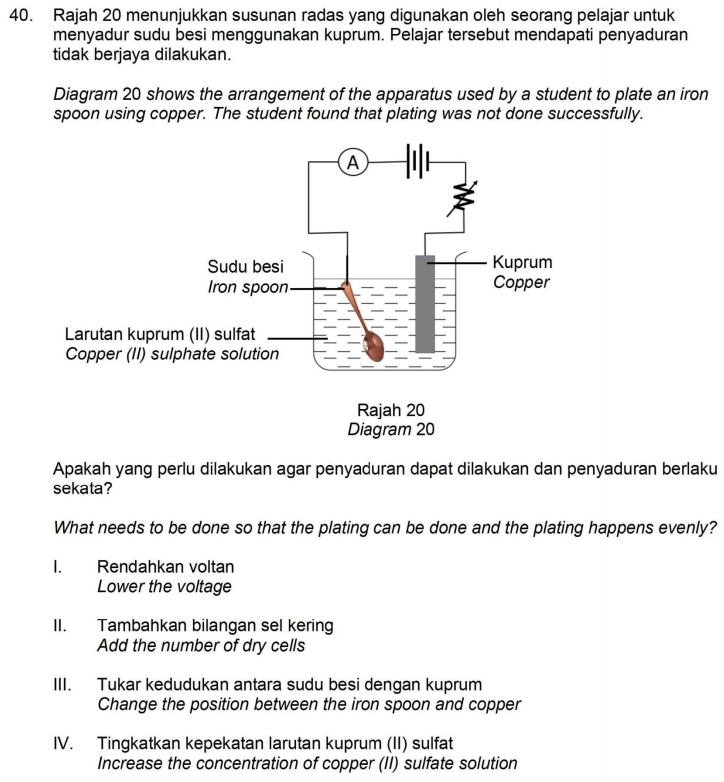 40. Rajah 20 menunjukkan susunan radas yang digunakan oleh seorang pelajar untuk
menyadur sudu besi menggunakan kuprum. Pelajar tersebut mendapati penyaduran
tidak berjaya dilakukan.
Diagram 20 shows the arrangement of the apparatus used by a student to plate an iron
spoon using copper. The student found that plating was not done successfully.
A
Sudu besi
Iron spoon
Kuprum
Copper
Larutan kuprum (II) sulfat
Copper (II) sulphate solution
Rajah 20
Diagram 20
Apakah yang perlu dilakukan agar penyaduran dapat dilakukan dan penyaduran berlaku
sekata?
What needs to be done so that the plating can be done and the plating happens evenly?
I. Rendahkan voltan
Lower the voltage
II. Tambahkan bilangan sel kering
Add the number of dry cells
III. Tukar kedudukan antara sudu besi dengan kuprum
Change the position between the iron spoon and copper
IV. Tingkatkan kepekatan larutan kuprum (II) sulfat
Increase the concentration of copper (II) sulfate solution